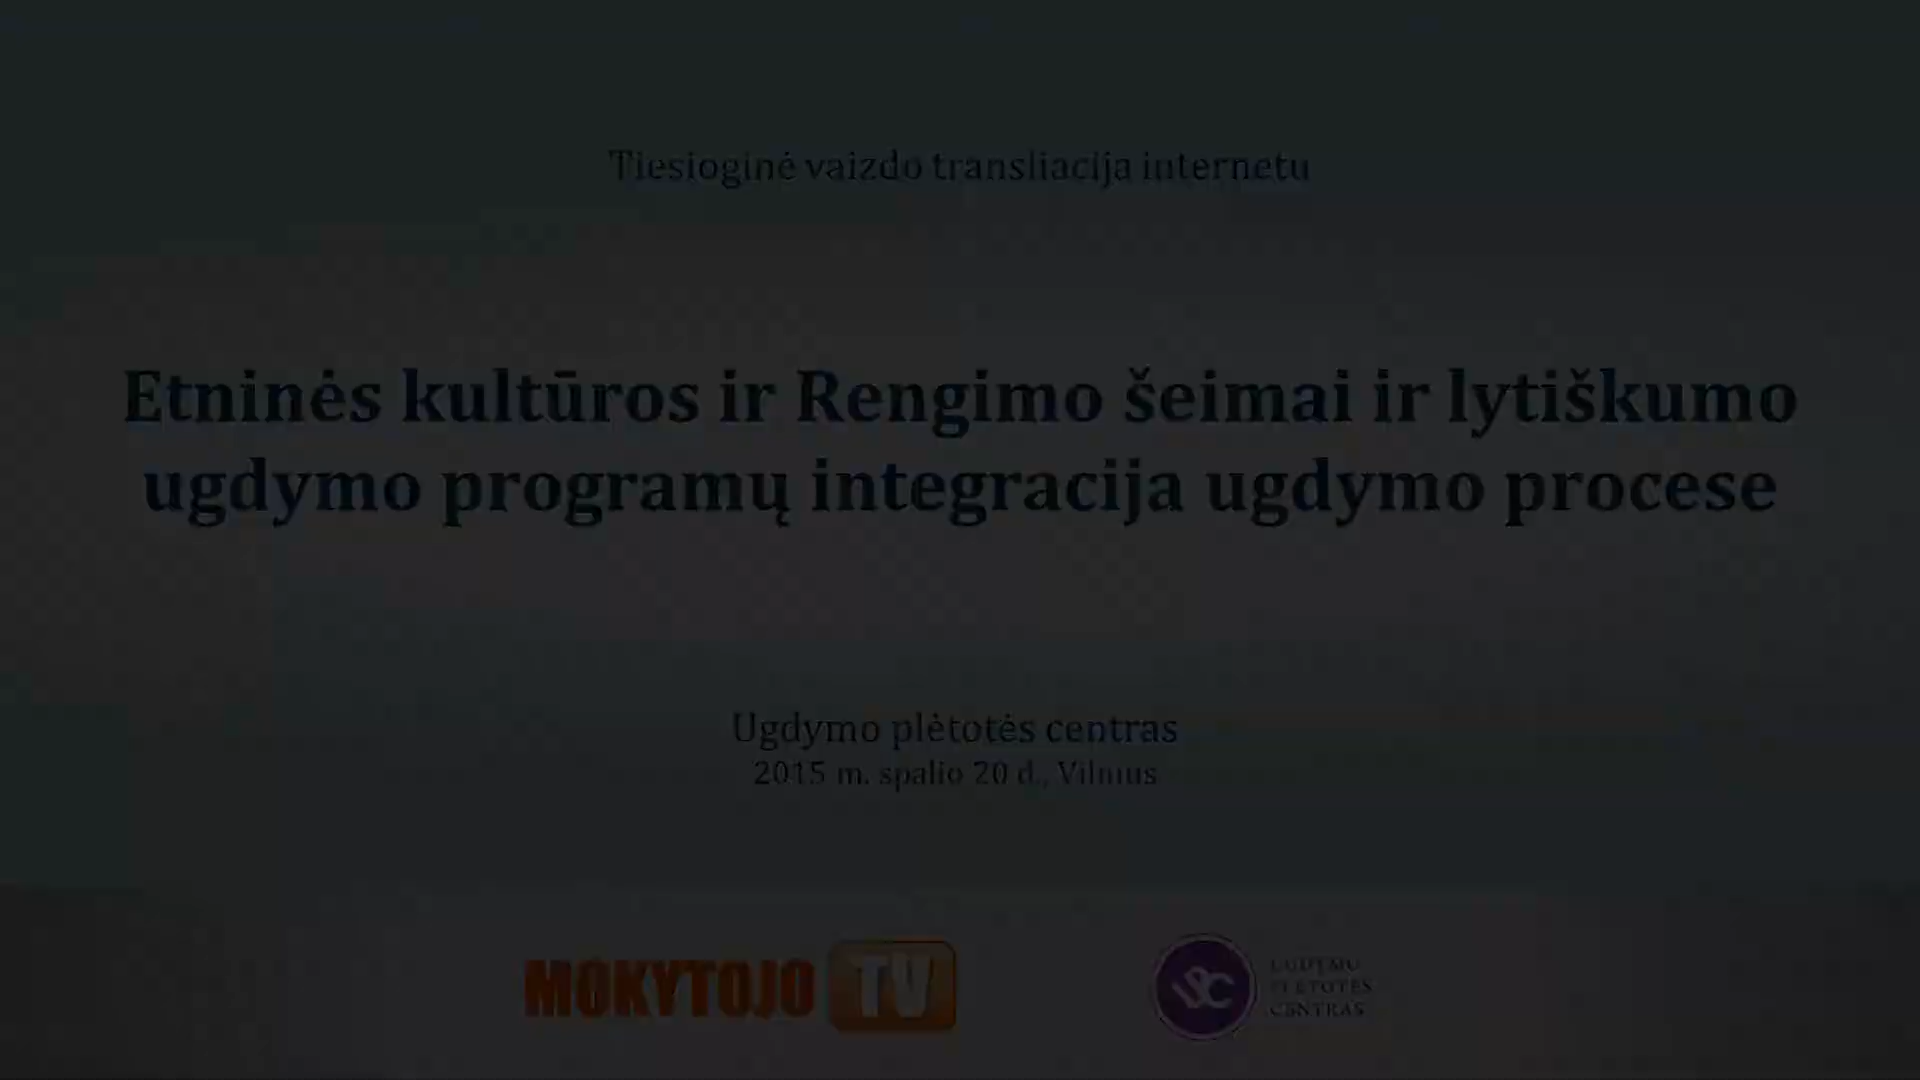 Tiesioginė vaizdo transliacija internetu
Etninės kultūros ir Rengimo šeimai ir lytiškumo
ugdymo programų integracija ugdymo procese
Ugdymo plėtotės centras
2015 m. spalio 20 d., Vilnius
MOKYTOJO TV
UGDYMO
PLĖTOTĖS
CENTRAS